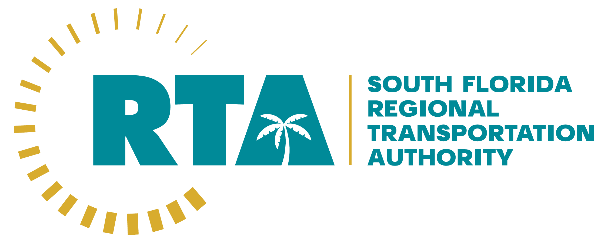 RTA
SOUTH FLORIDA
REGIONAL
TRANSPORTATION
AUTHORITY